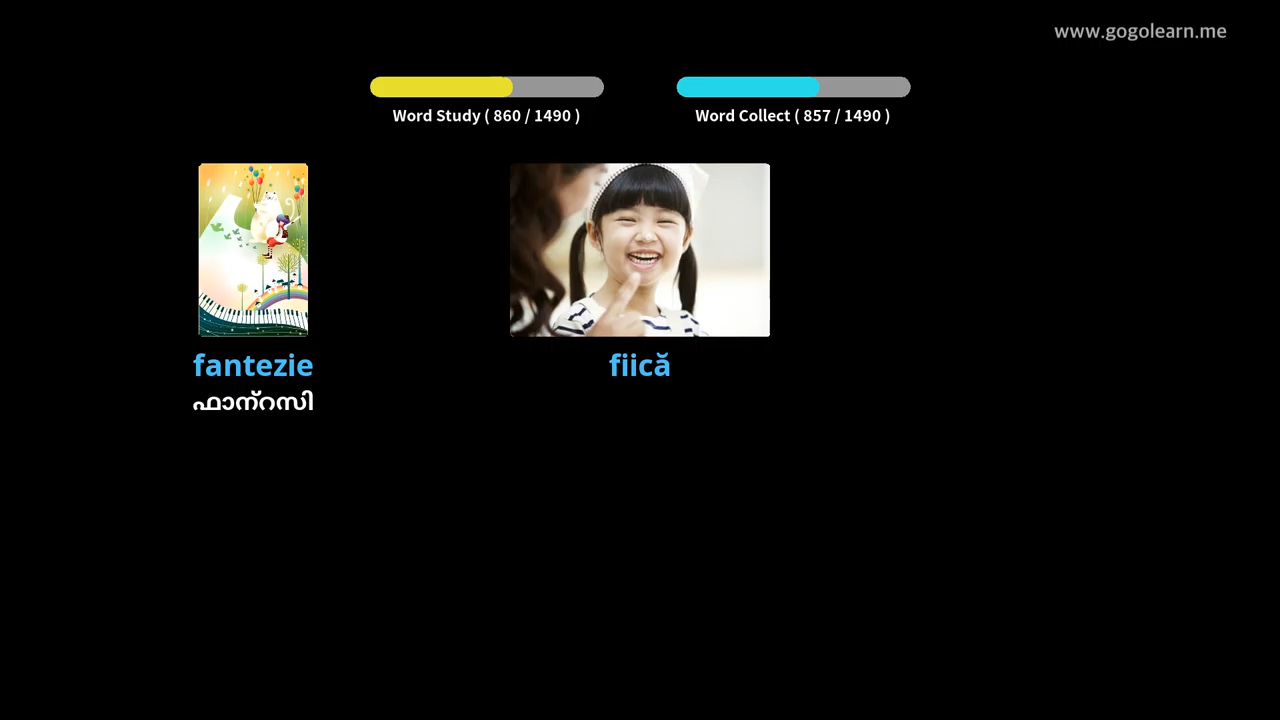 www.gogolearn.me
Word Study ( 860 / 1490 )
Word Collect ( 857 / 1490 )
fantezie
fiică
ഫാന്റസി